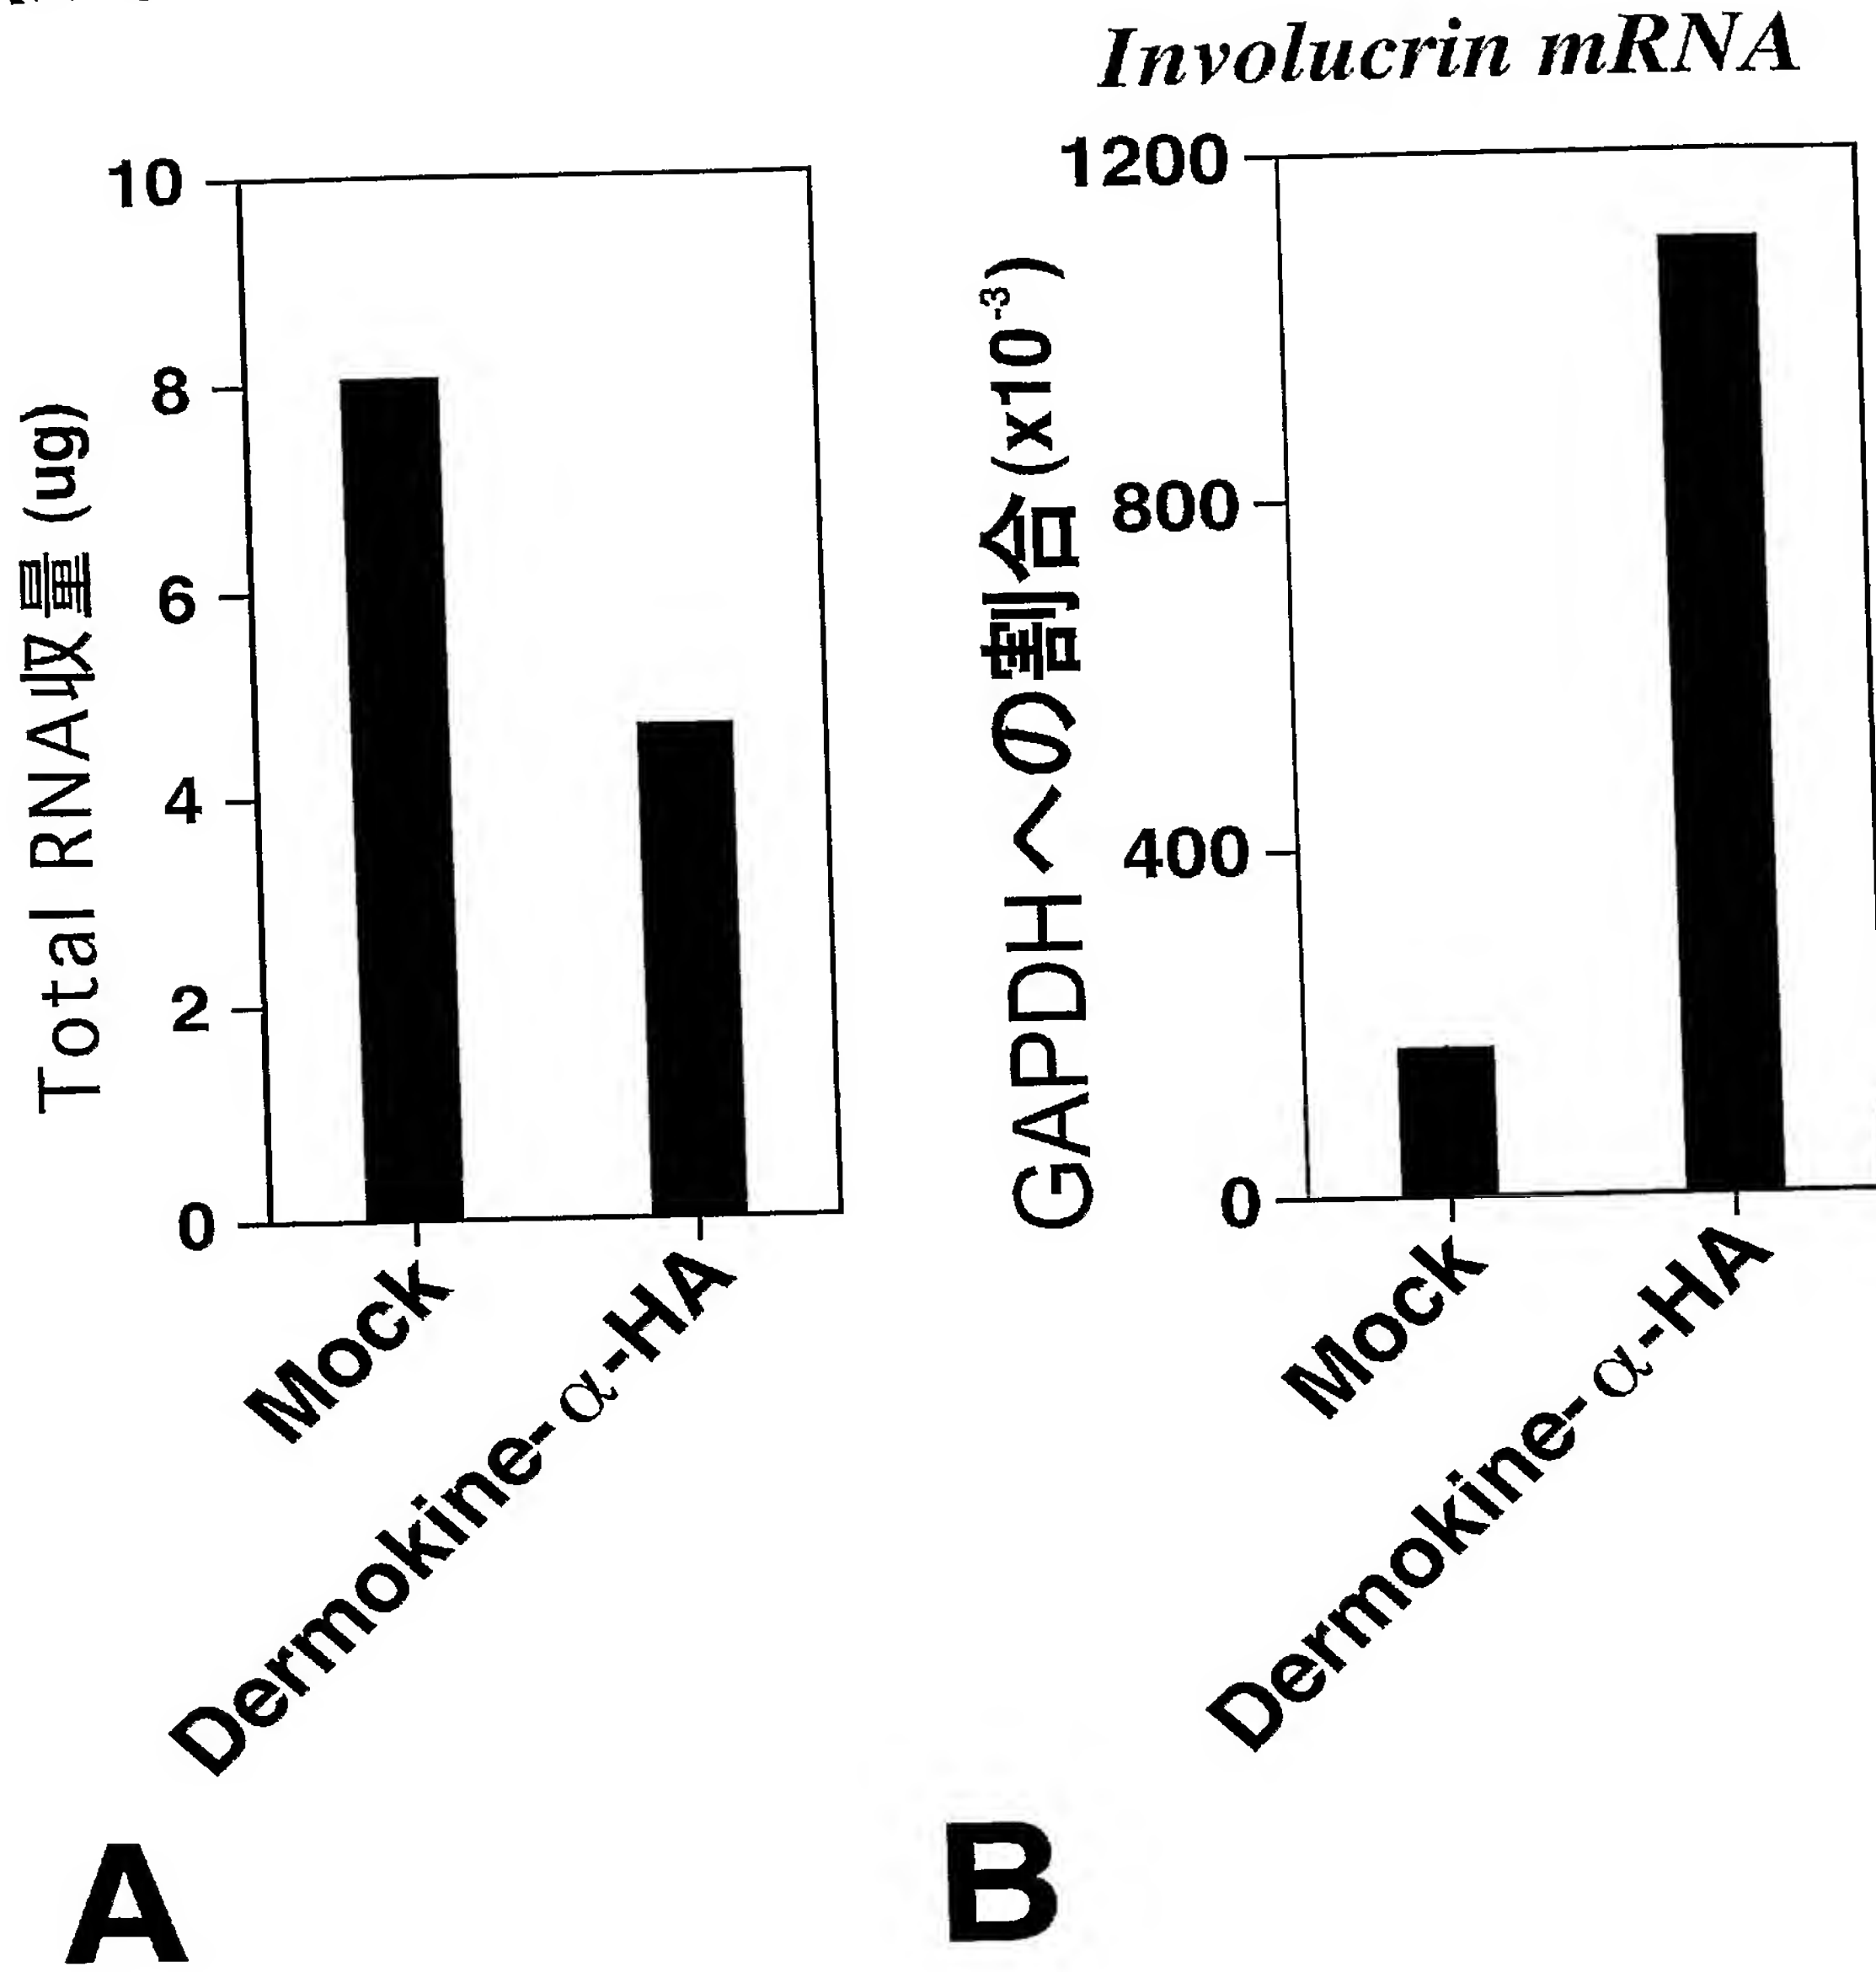 Involucrin mRNA
Total RNA収量 (ug)
10
8
6
4
2
0
Mock
Dermokine-α-HA
A
GAPDHへの割合(x10⁻³)
1200
800
400
0
Mock
Dermokine-α-HA
B